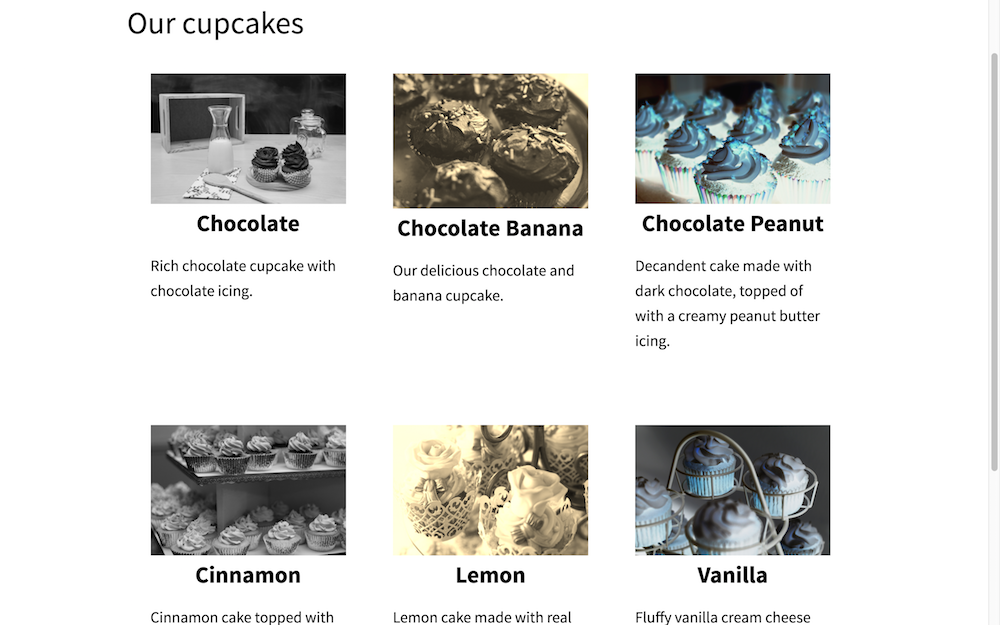 Our cupcakes
Chocolate
Rich chocolate cupcake with
chocolate icing.
Chocolate Banana
Our delicious chocolate and
banana cupcake.
Chocolate Peanut
Decandent cake made with
dark chocolate, topped of
with a creamy peanut butter
icing.
Cinnamon
Cinnamon cake topped with
Lemon
Lemon cake made with real
Vanilla
Fluffy vanilla cream cheese